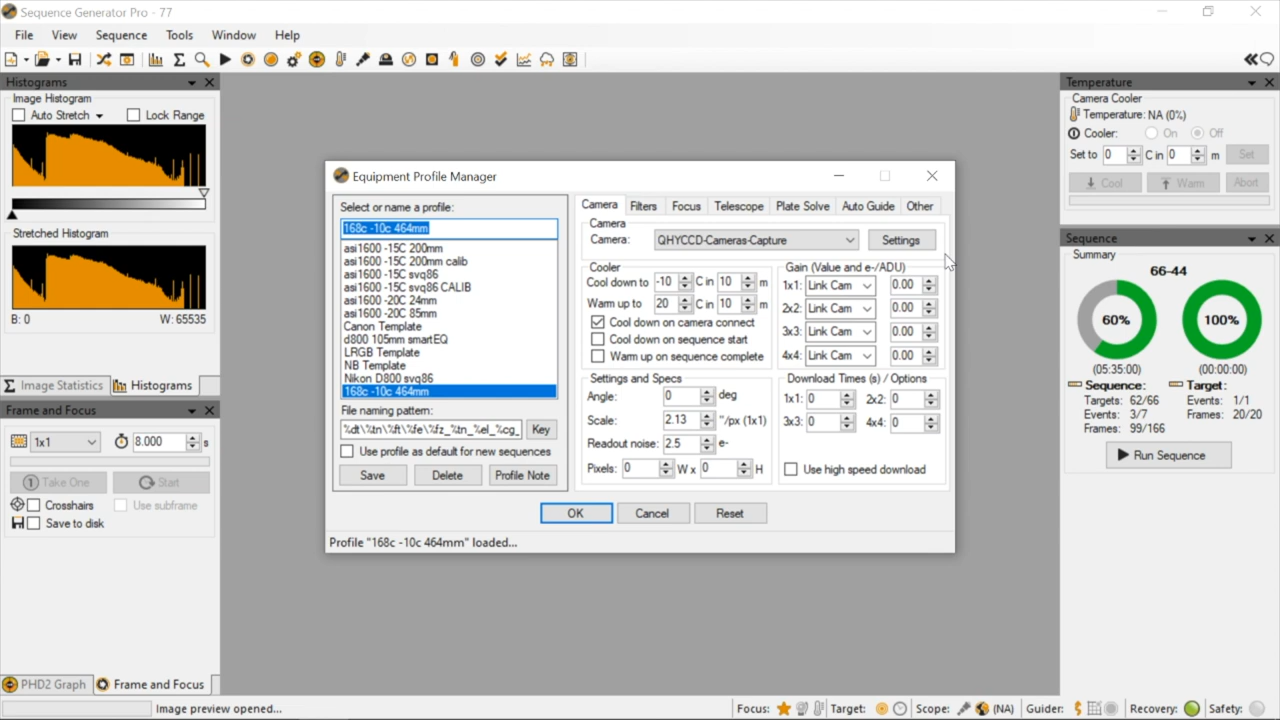 Sequence Generator Pro - 77
File View Sequence Tools Window Help
Histograms
Image Histogram
Auto Stretch Lock Range
Stretched Histogram
B: 0 W: 65535
Image Statistics Histograms
Frame and Focus
1x1 8.000 s
Take One Start
Crosshairs Use subframe
Save to disk
PHD2 Graph Frame and Focus
Equipment Profile Manager
Select or name a profile:
168c -10c 464mm
asi1600 -15C 200mm
asi1600 -15C 200mm calib
asi1600 -15C svq86
asi1600 -15C svq86 CALIB
asi1600 -20C 24mm
asi1600 -20C 85mm
Canon Template
d800 105mm smartEQ
LRGB Template
NB Template
Nikon D800 svq86
168c -10c 464mm
File naming pattern:
%dt\%tn\%ft\%fe\%fz_%tn_%el_%cg_ Key
Use profile as default for new sequences
Save Delete Profile Note
Camera Filters Focus Telescope Plate Solve Auto Guide Other
Camera
Camera: QHYCCD-Cameras-Capture Settings
Cooler
Cool down to -10 C in 10 m
Warm up to 20 C in 10 m
Cool down on camera connect
Cool down on sequence start
Warm up on sequence complete
Gain (Value and e-/ADU)
1x1: Link Cam 0.00
2x2: Link Cam 0.00
3x3: Link Cam 0.00
4x4: Link Cam 0.00
Settings and Specs
Angle: 0 deg
Scale: 2.13 "/px (1x1)
Readout noise: 2.5 e-
Pixels: 0 W x 0 H
Download Times (s) / Options
1x1: 0 2x2: 0
3x3: 0 4x4: 0
Use high speed download
OK Cancel Reset
Profile "168c -10c 464mm" loaded...
Temperature
Camera Cooler
Temperature: NA (0%)
Cooler: On Off
Set to 0 C in 0 m Set
Cool Warm Abort
Sequence
Summary
66-44
60% 100%
(05:35:00) (00:00:00)
Sequence: Target:
Targets: 62/66 Events: 1/1
Events: 3/7 Frames: 20/20
Frames: 99/166
Run Sequence
Image preview opened... Focus: Target: Scope: (NA) Guider: Recovery: Safety: